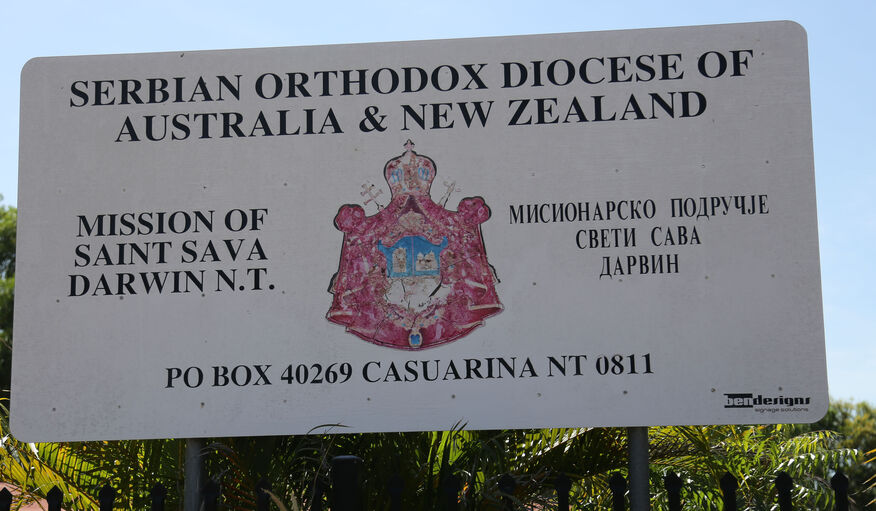 SERBIAN ORTHODOX DIOCESE OF
AUSTRALIA & NEW ZEALAND
MISSION OF
SAINT SAVA
DARWIN N.T.
МИСИОНАРСКО ПОДРУЧЈЕ
СВЕТИ САВА
ДАРВИН
PO BOX 40269 CASUARINA NT 0811
bendesigns
signage solutions